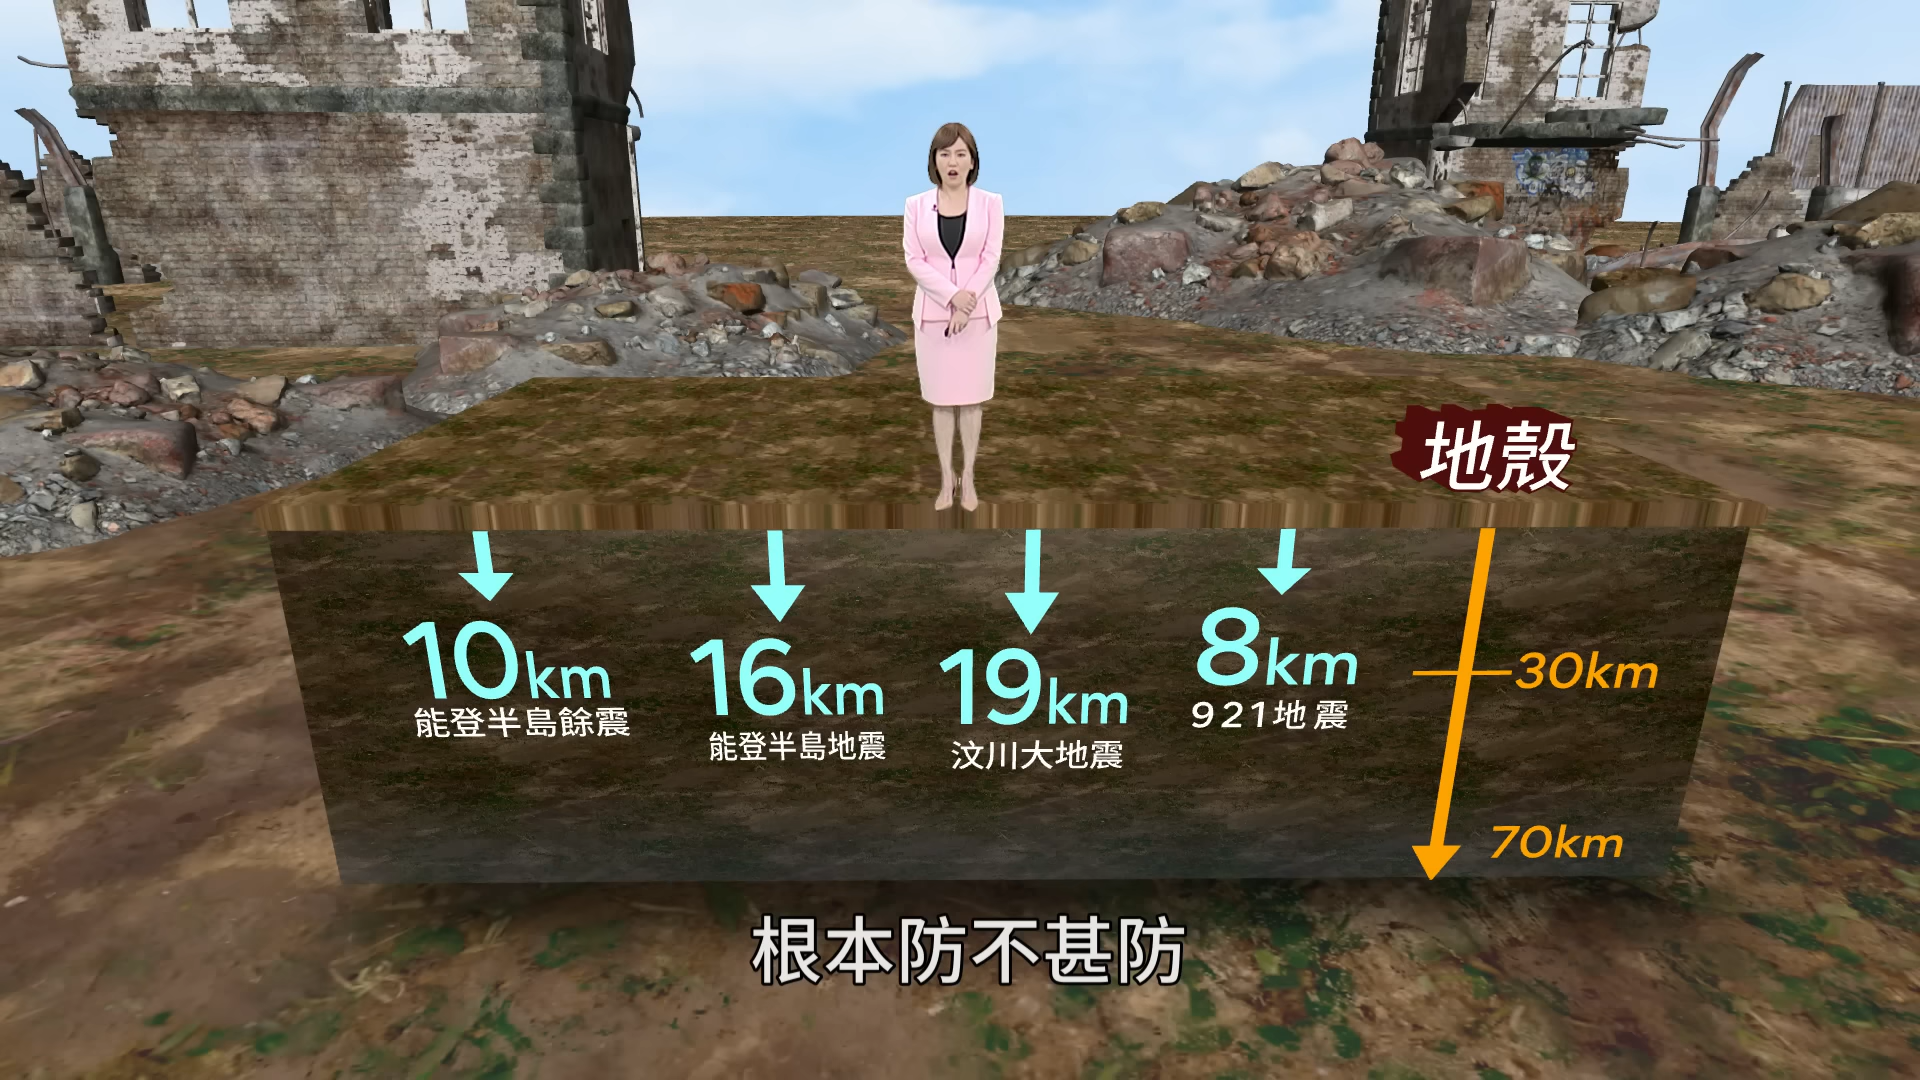 地殼
10km
能登半島餘震
16km
能登半島地震
19km
汶川大地震
8km
921地震
30km
70km
根本防不甚防